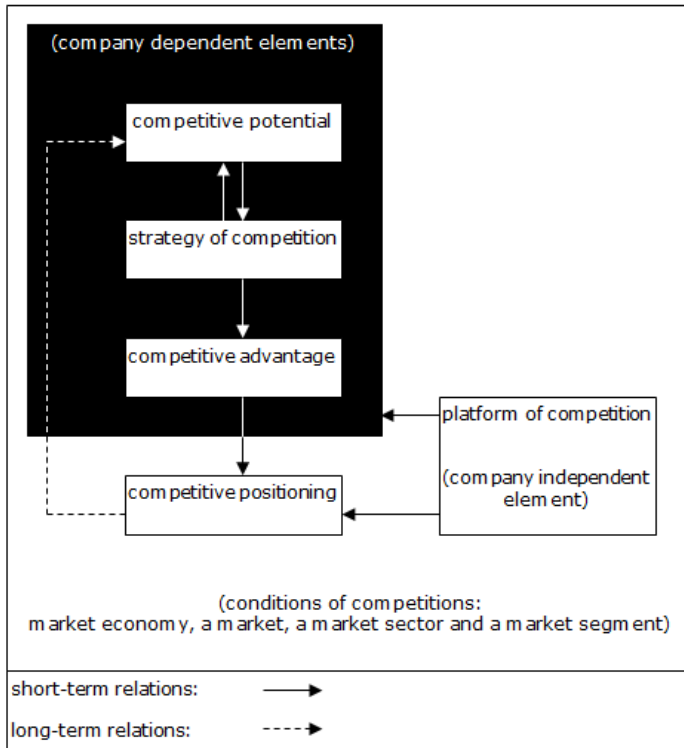 (company dependent elements)
competitive potential
strategy of competition
competitive advantage
platform of competition
(company independent
element)
competitive positioning
(conditions of competitions:
market economy, a market, a market sector and a market segment)
short-term relations:
long-term relations: